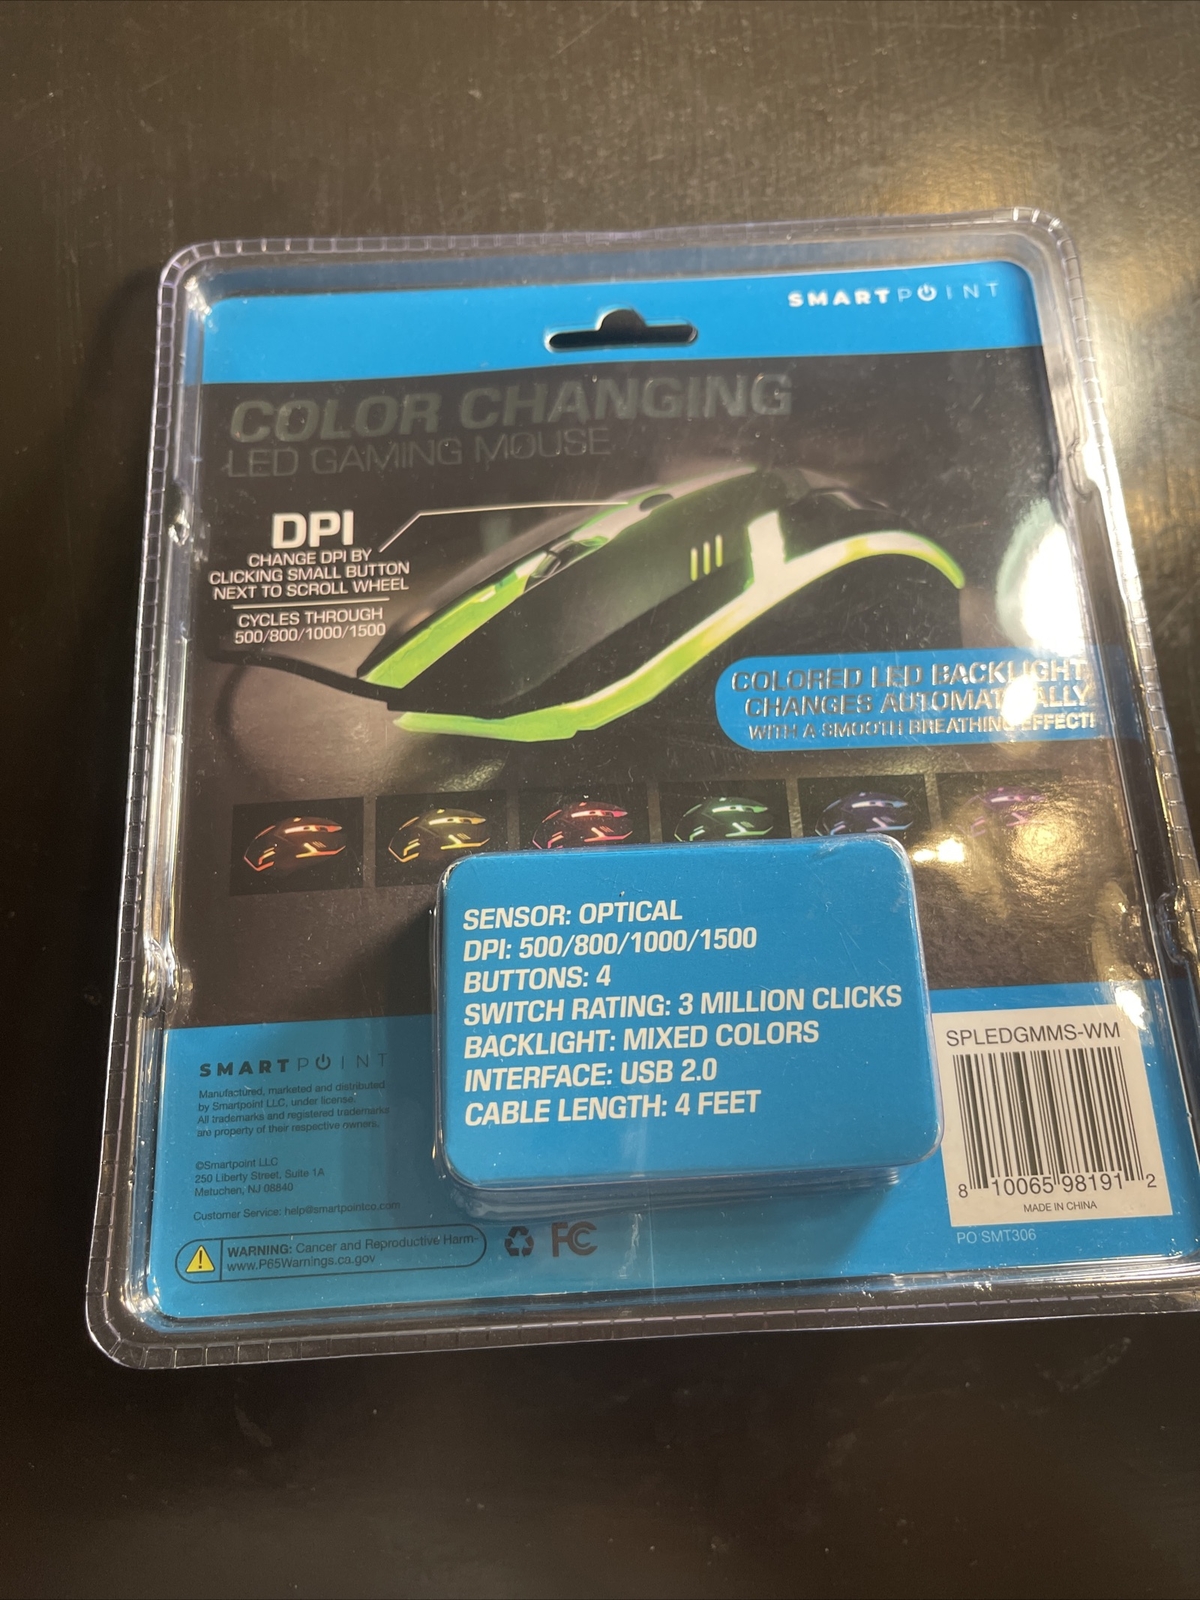 SMARTPOINT
COLOR CHANGING
LED GAMING MOUSE
DPI
CHANGE DPI BY
CLICKING SMALL BUTTON
NEXT TO SCROLL WHEEL
CYCLES THROUGH
500/800/1000/1500
COLORED LED BACKLIGHT
CHANGES AUTOMATICALLY
WITH A SMOOTH BREATHING EFFECT!
SENSOR: OPTICAL
DPI: 500/800/1000/1500
BUTTONS: 4
SWITCH RATING: 3 MILLION CLICKS
BACKLIGHT: MIXED COLORS
INTERFACE: USB 2.0
CABLE LENGTH: 4 FEET
SMARTPOINT
Manufactured, marketed and distributed
by Smartpoint LLC, under license.
All trademarks and registered trademarks
are property of their respective owners.
©Smartpoint LLC
250 Liberty Street, Suite 1A
Metuchen, NJ 08840
Customer Service: help@smartpointco.com
WARNING: Cancer and Reproductive Harm-
www.P65Warnings.ca.gov
FC
SPLEDGMMS-WM
8 10065 98191 2
MADE IN CHINA
PO SMT306